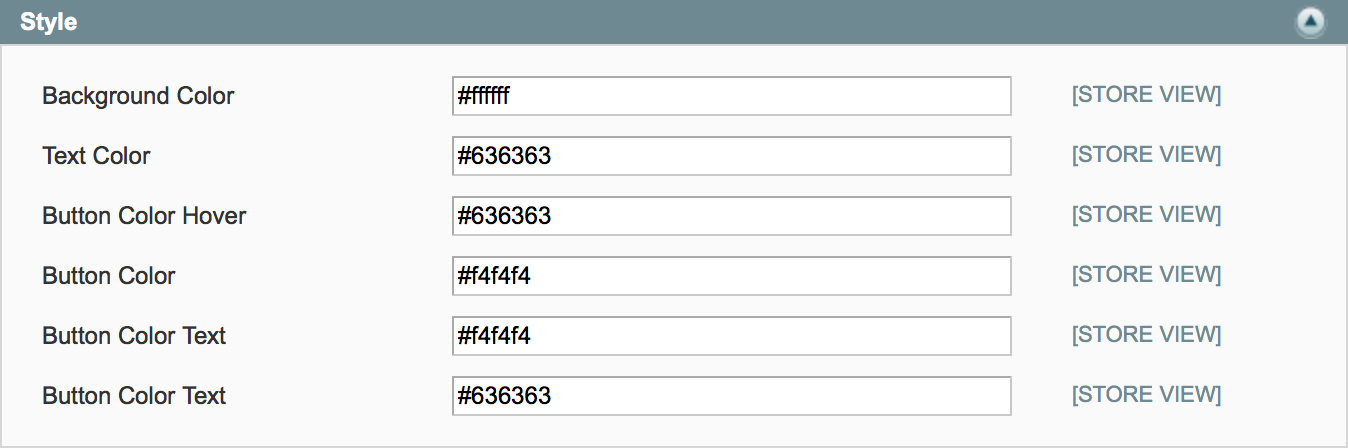 Style
Background Color #ffffff [STORE VIEW]
Text Color #636363 [STORE VIEW]
Button Color Hover #636363 [STORE VIEW]
Button Color #f4f4f4 [STORE VIEW]
Button Color Text #f4f4f4 [STORE VIEW]
Button Color Text #636363 [STORE VIEW]